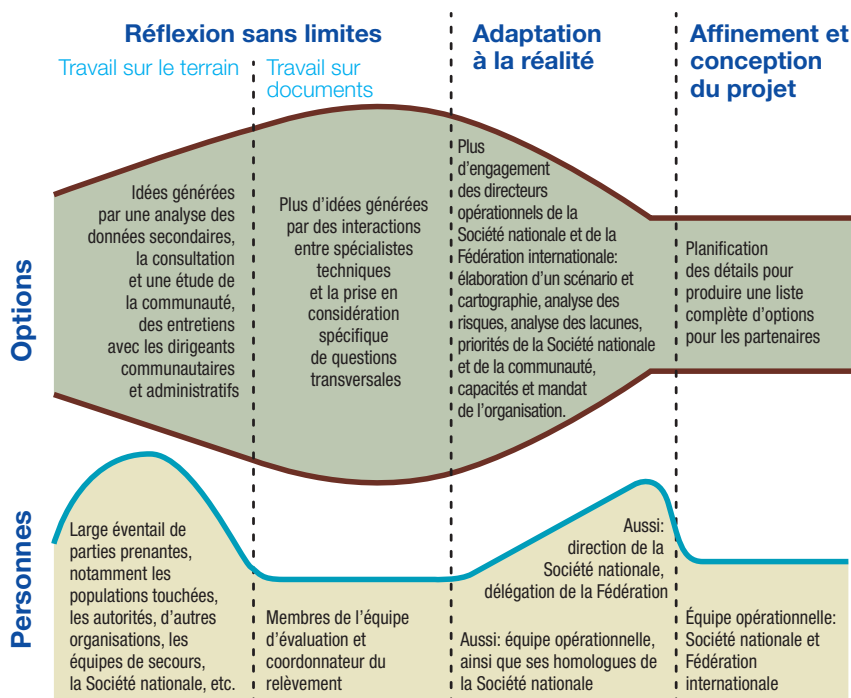 Réflexion sans limites
Travail sur le terrain
Travail sur
documents
Adaptation
à la réalité
Affinement et
conception
du projet
Options
Idées générées
par une analyse des
données secondaires,
la consultation
et une étude de
la communauté,
des entretiens
avec les dirigeants
communautaires
et administratifs
Plus d'idées générées
par des interactions
entre spécialistes
techniques
et la prise en
considération
spécifique
de questions
transversales
Plus
d'engagement
des directeurs
opérationnels de la
Société nationale et de la
Fédération internationale:
élaboration d'un scénario et
cartographie, analyse des
risques, analyse des lacunes,
priorités de la Société nationale
et de la communauté,
capacités et mandat
de l'organisation.
Planification
des détails pour
produire une liste
complète d'options
pour les partenaires
Personnes
Large éventail de
parties prenantes,
notamment les
populations touchées,
les autorités, d'autres
organisations, les
équipes de secours,
la Société nationale, etc.
Membres de l'équipe
d'évaluation et
coordonnateur du
relèvement
Aussi:
direction de la
Société nationale,
délégation de la Fédération
Aussi: équipe opérationnelle,
ainsi que ses homologues de
la Société nationale
Équipe opérationnelle:
Société nationale et
Fédération
internationale